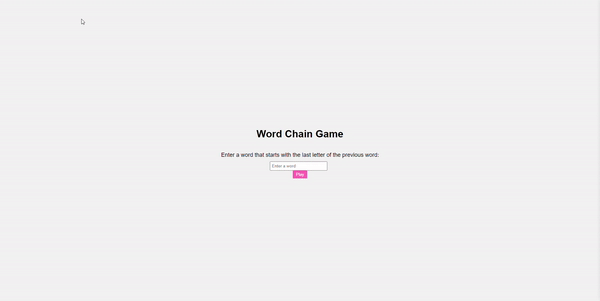 Word Chain Game
Enter a word that starts with the last letter of the previous word:
Enter a word
Play